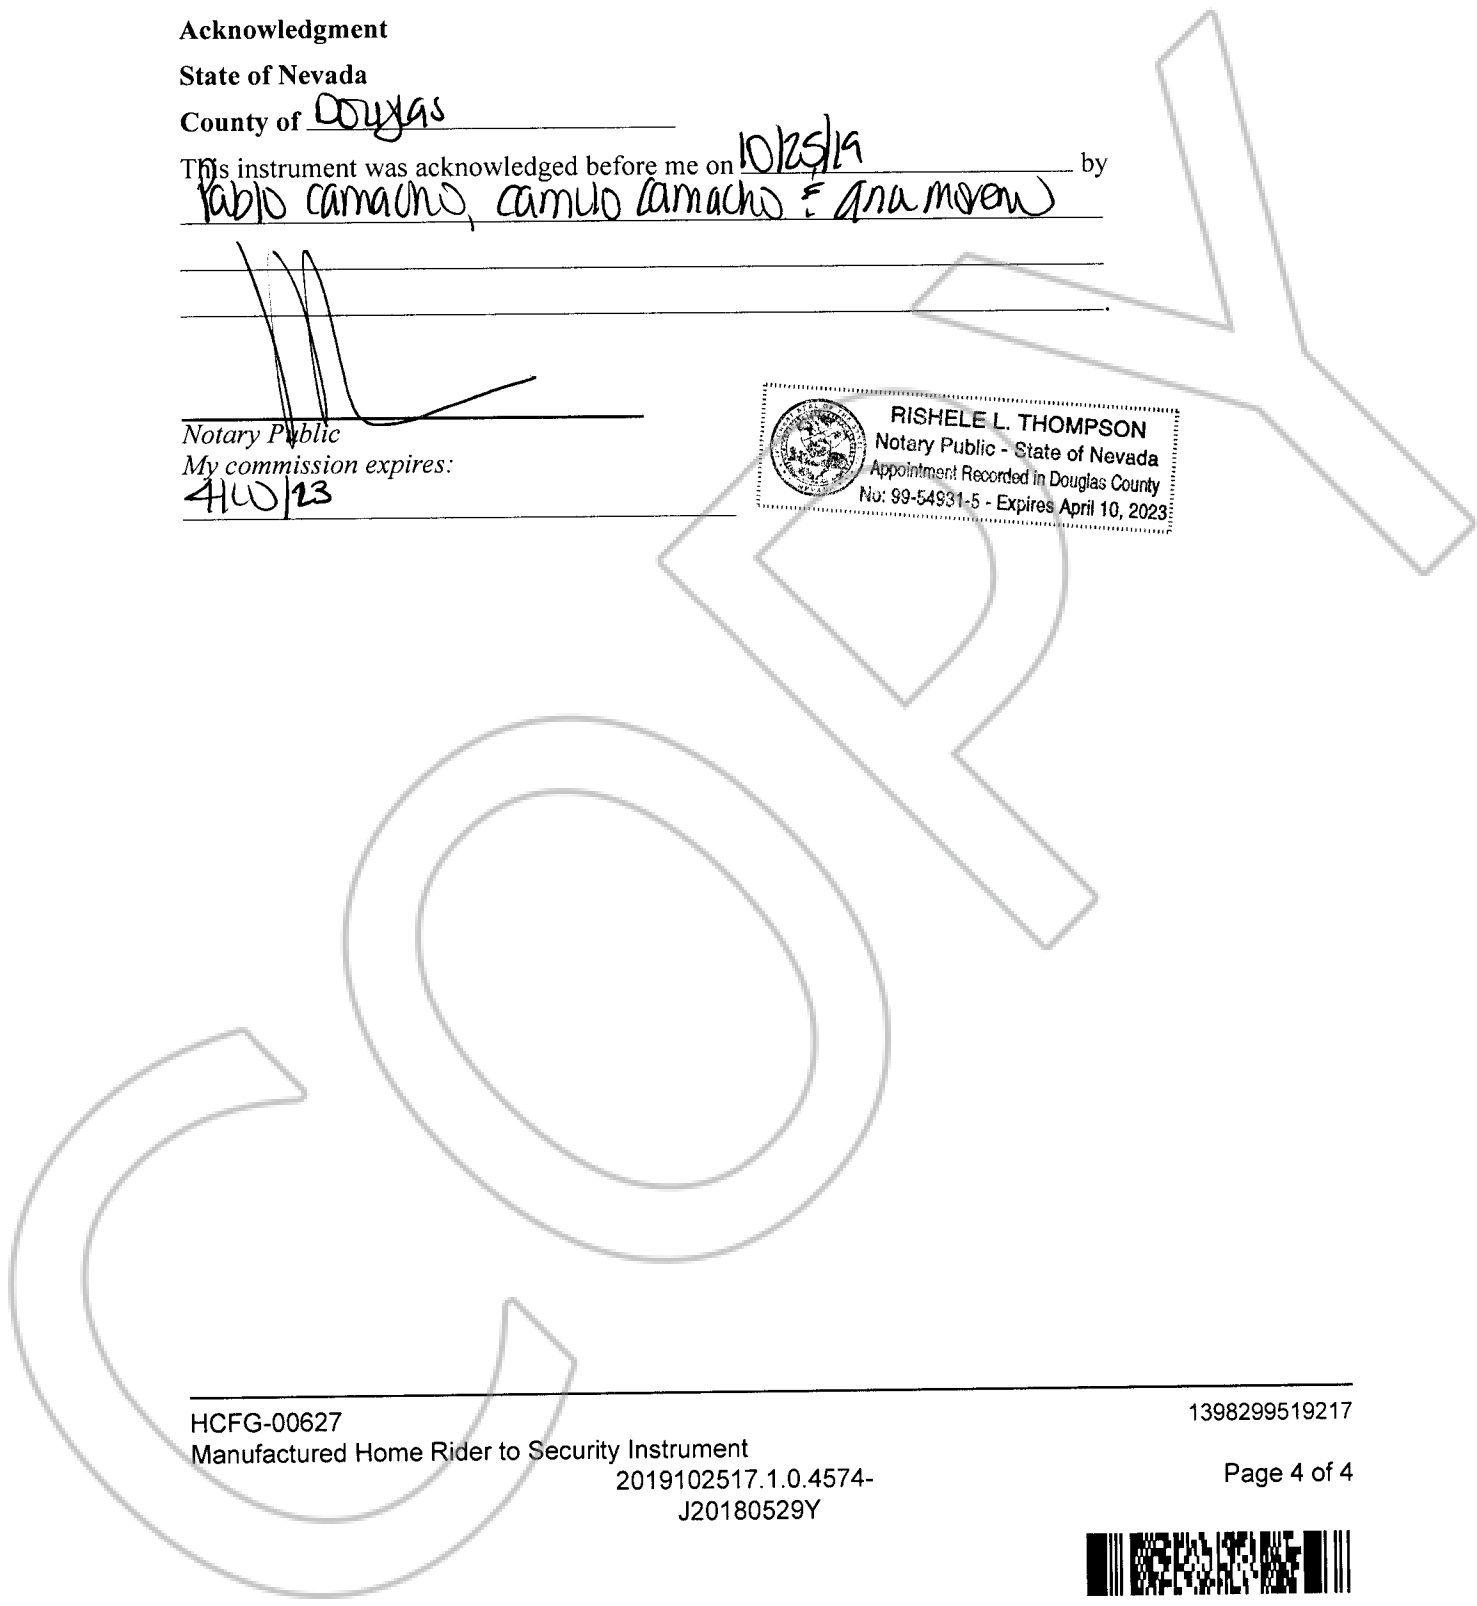 Acknowledgment
State of Nevada
County of Douglas
This instrument was acknowledged before me on 10/25/19 by
Pablo Camacho, Camilo Camacho & Ana Moreno
Notary Public
My commission expires:
4/10/23
RISHELE L. THOMPSON
Notary Public - State of Nevada
Appointment Recorded in Douglas County
No: 99-54931-5 - Expires April 10, 2023
COPY
HCFG-00627
1398299519217
Manufactured Home Rider to Security Instrument
2019102517.1.0.4574-
J20180529Y
Page 4 of 4